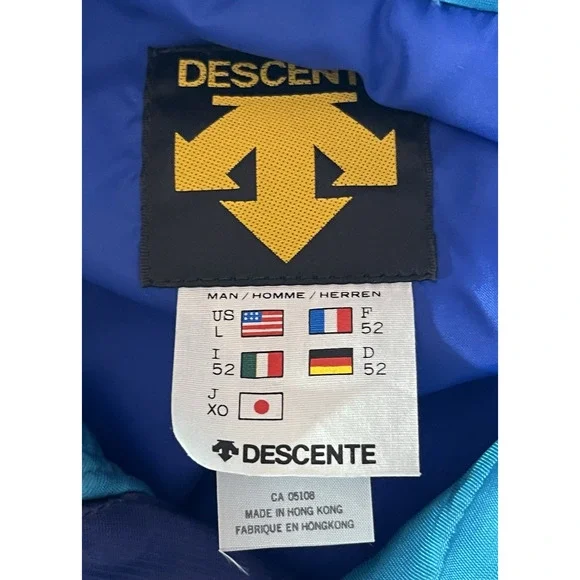 DESCENT
MAN / HOMME / HERREN
US L F 52
I 52 D 52
J XO
DESCENTE
CA 05108
MADE IN HONG KONG
FABRIQUE EN HONGKONG